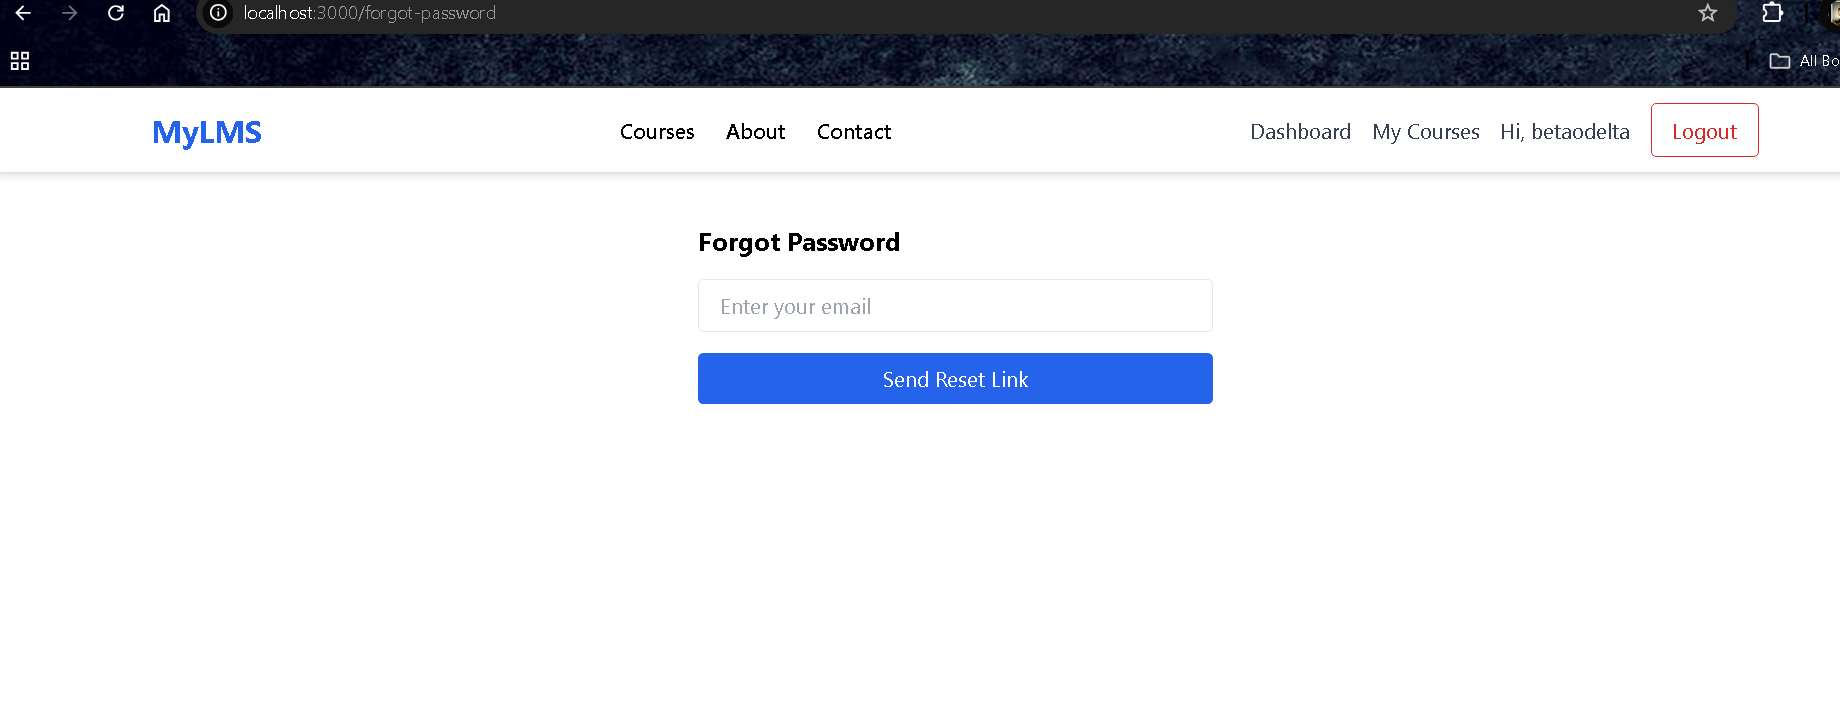 localhost:3000/forgot-password
All Bo
MyLMS Courses About Contact Dashboard My Courses Hi, betaodelta Logout
Forgot Password
Enter your email
Send Reset Link